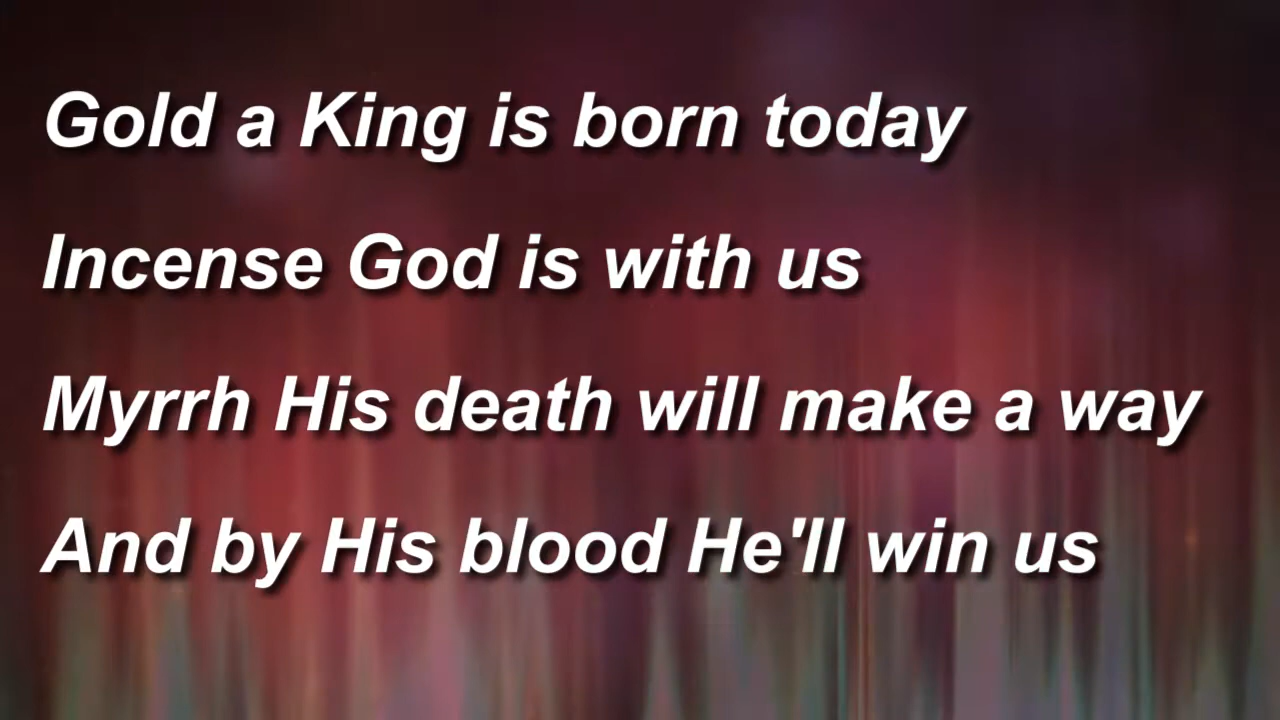 Gold a King is born today
Incense God is with us
Myrrh His death will make a way
And by His blood He'll win us